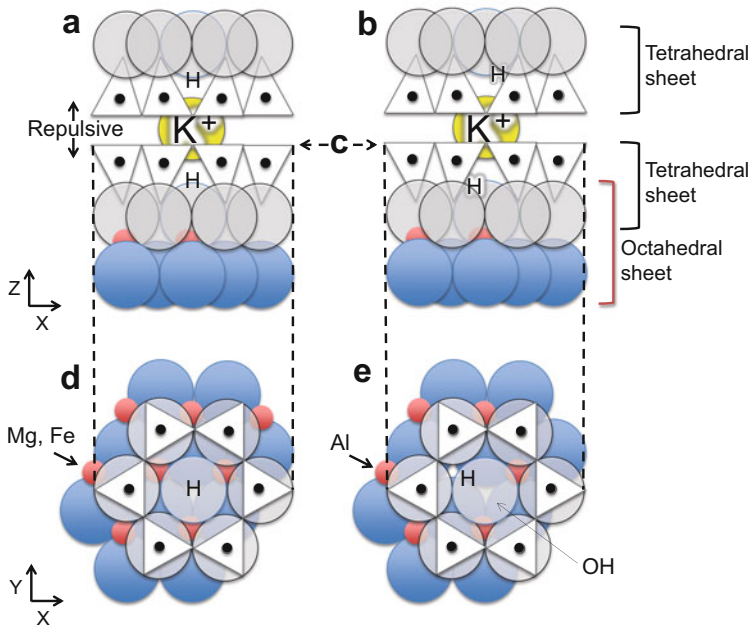 a
b
H
H
Tetrahedral
sheet
Repulsive
K+
K+
c
H
H
Tetrahedral
sheet
Octahedral
sheet
Z
X
d
e
Mg, Fe
Al
H
H
OH
Y
X